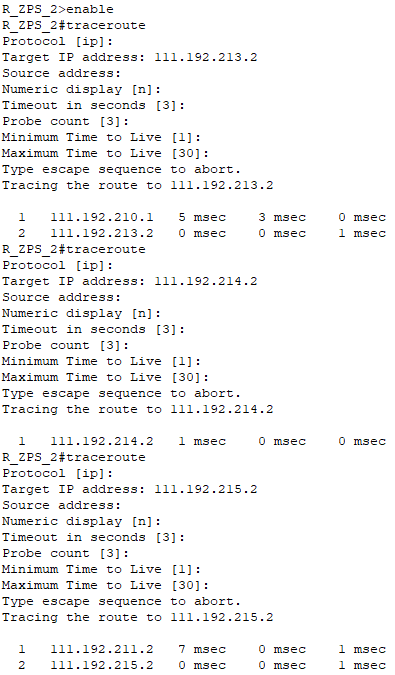 R_ZPS_2>enable
R_ZPS_2#traceroute
Protocol [ip]:
Target IP address: 111.192.213.2
Source address:
Numeric display [n]:
Timeout in seconds [3]:
Probe count [3]:
Minimum Time to Live [1]:
Maximum Time to Live [30]:
Type escape sequence to abort.
Tracing the route to 111.192.213.2
1 111.192.210.1 5 msec 3 msec 0 msec
2 111.192.213.2 0 msec 0 msec 1 msec
R_ZPS_2#traceroute
Protocol [ip]:
Target IP address: 111.192.214.2
Source address:
Numeric display [n]:
Timeout in seconds [3]:
Probe count [3]:
Minimum Time to Live [1]:
Maximum Time to Live [30]:
Type escape sequence to abort.
Tracing the route to 111.192.214.2
1 111.192.214.2 1 msec 0 msec 0 msec
R_ZPS_2#traceroute
Protocol [ip]:
Target IP address: 111.192.215.2
Source address:
Numeric display [n]:
Timeout in seconds [3]:
Probe count [3]:
Minimum Time to Live [1]:
Maximum Time to Live [30]:
Type escape sequence to abort.
Tracing the route to 111.192.215.2
1 111.192.211.2 7 msec 0 msec 1 msec
2 111.192.215.2 0 msec 0 msec 1 msec